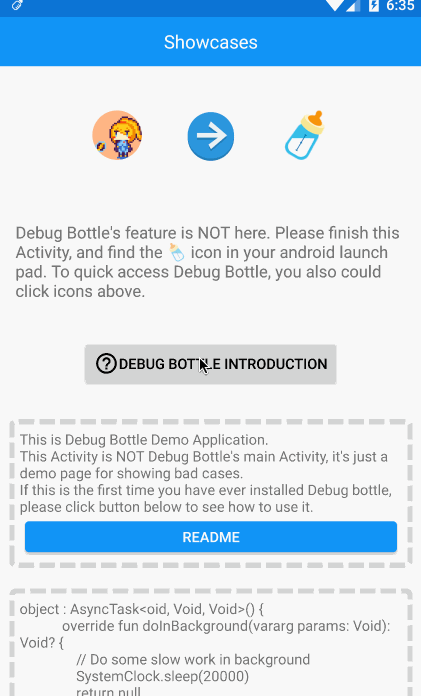 6:35
Showcases
Debug Bottle's feature is NOT here. Please finish this
Activity, and find the 🍼 icon in your android launch
pad. To quick access Debug Bottle, you also could
click icons above.
DEBUG BOTTLE INTRODUCTION
This is Debug Bottle Demo Application.
This Activity is NOT Debug Bottle's main Activity, it's just a
demo page for showing bad cases.
If this is the first time you have ever installed Debug bottle,
please click button below to see how to use it.
README
object : AsyncTask<oid, Void, Void>() {
override fun doInBackground(vararg params: Void):
Void? {
// Do some slow work in background
SystemClock.sleep(20000)
return null